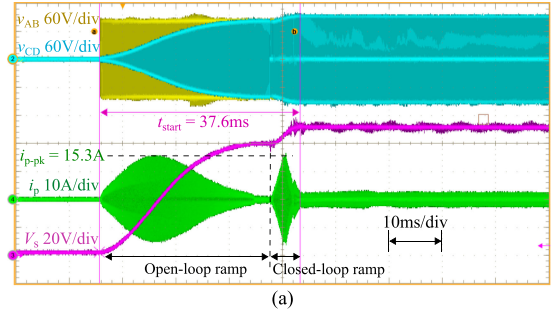 vAB 60V/div
vCD 60V/div
tstart = 37.6ms
ip-pk = 15.3A
ip 10A/div
10ms/div
Vs 20V/div
Open-loop ramp
Closed-loop ramp
(a)